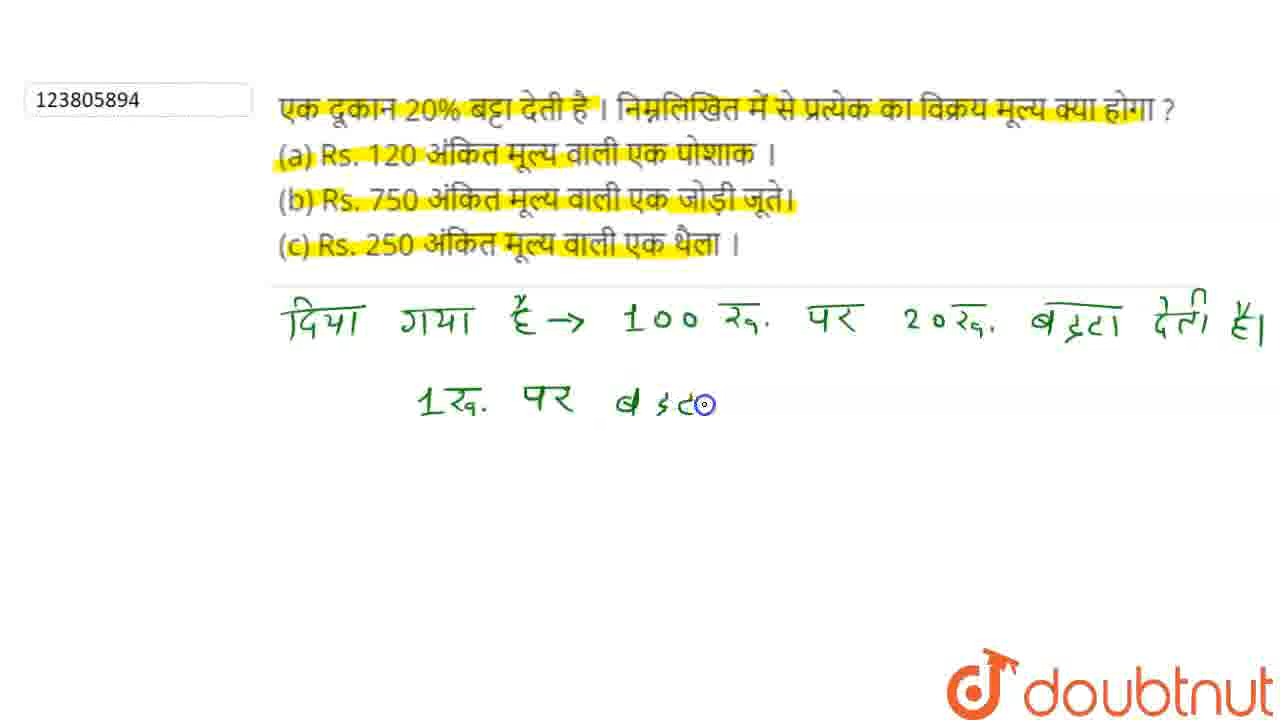 123805894
एक दूकान 20% बट्टा देती है । निम्नलिखित में से प्रत्येक का विक्रय मूल्य क्या होगा ?
(a) Rs. 120 अंकित मूल्य वाली एक पोशाक ।
(b) Rs. 750 अंकित मूल्य वाली एक जोड़ी जूते।
(c) Rs. 250 अंकित मूल्य वाली एक थैला ।
दिया गया है → 100 रू. पर 20 रू. बट्टा देती है।
1 रू. पर
doubtnut